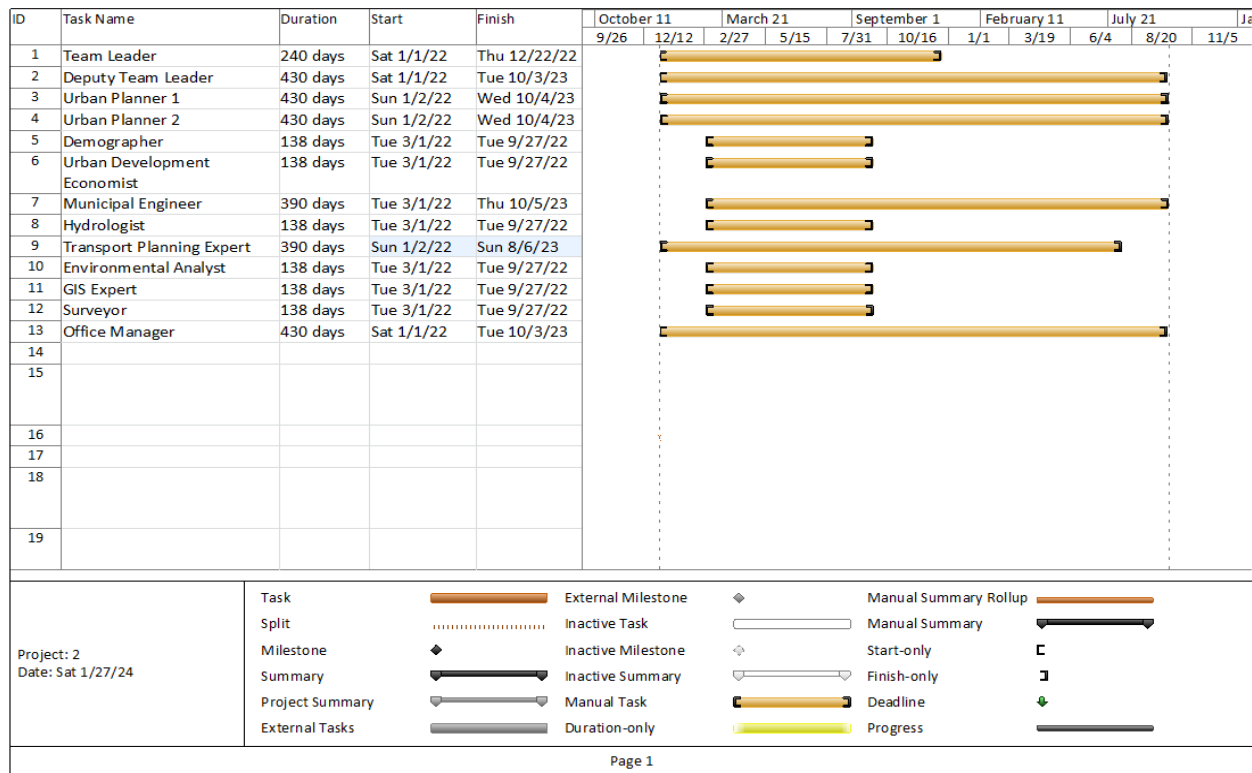 ID Task Name Duration Start Finish October 11 March 21 September 1 February 11 July 21 Ja
9/26 12/12 2/27 5/15 7/31 10/16 1/1 3/19 6/4 8/20 11/5
1 Team Leader 240 days Sat 1/1/22 Thu 12/22/22
2 Deputy Team Leader 430 days Sat 1/1/22 Tue 10/3/23
3 Urban Planner 1 430 days Sun 1/2/22 Wed 10/4/23
4 Urban Planner 2 430 days Sun 1/2/22 Wed 10/4/23
5 Demographer 138 days Tue 3/1/22 Tue 9/27/22
6 Urban Development 138 days Tue 3/1/22 Tue 9/27/22
Economist
7 Municipal Engineer 390 days Tue 3/1/22 Thu 10/5/23
8 Hydrologist 138 days Tue 3/1/22 Tue 9/27/22
9 Transport Planning Expert 390 days Sun 1/2/22 Sun 8/6/23
10 Environmental Analyst 138 days Tue 3/1/22 Tue 9/27/22
11 GIS Expert 138 days Tue 3/1/22 Tue 9/27/22
12 Surveyor 138 days Tue 3/1/22 Tue 9/27/22
13 Office Manager 430 days Sat 1/1/22 Tue 10/3/23
14
15
16
17
18
19
Project: 2
Date: Sat 1/27/24
Task External Milestone Manual Summary Rollup
Split Inactive Task Manual Summary
Milestone Inactive Milestone Start-only
Summary Inactive Summary Finish-only
Project Summary Manual Task Deadline
External Tasks Duration-only Progress
Page 1